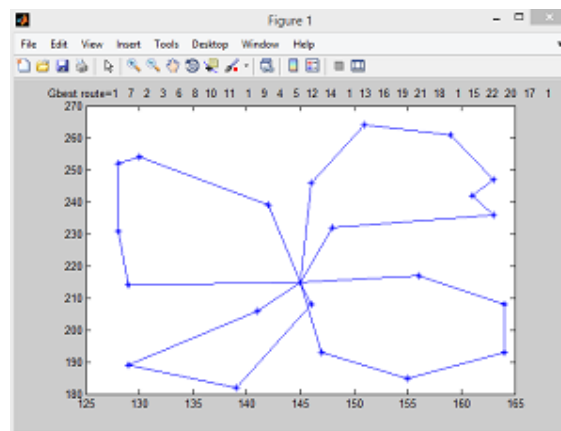 Figure 1
File Edit View Insert Tools Desktop Window Help
Gbest route=1 7 2 3 6 8 10 11 1 9 4 5 12 14 1 13 16 19 21 18 1 15 22 20 17 1
270
260
250
240
230
220
210
200
190
180
125 130 135 140 145 150 155 160 165